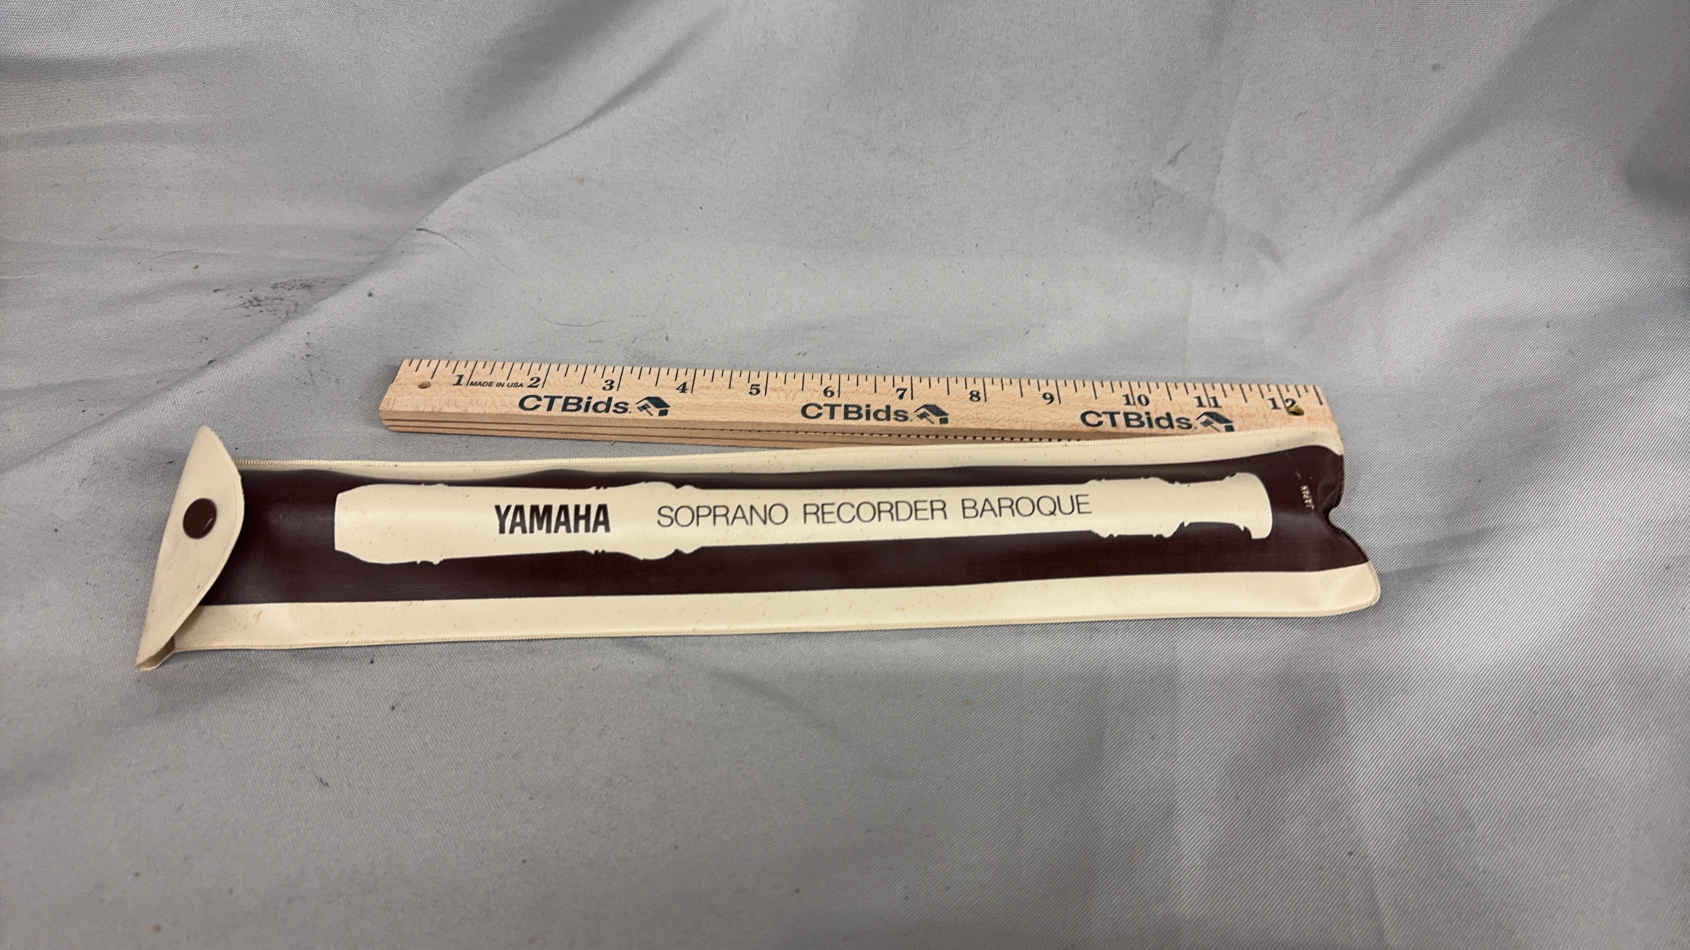 1 MADE IN USA 2 3 4 5 6 7 8 9 10 11 12
CTBids. CTBids. CTBids.
YAMAHA SOPRANO RECORDER BAROQUE
JAPAN